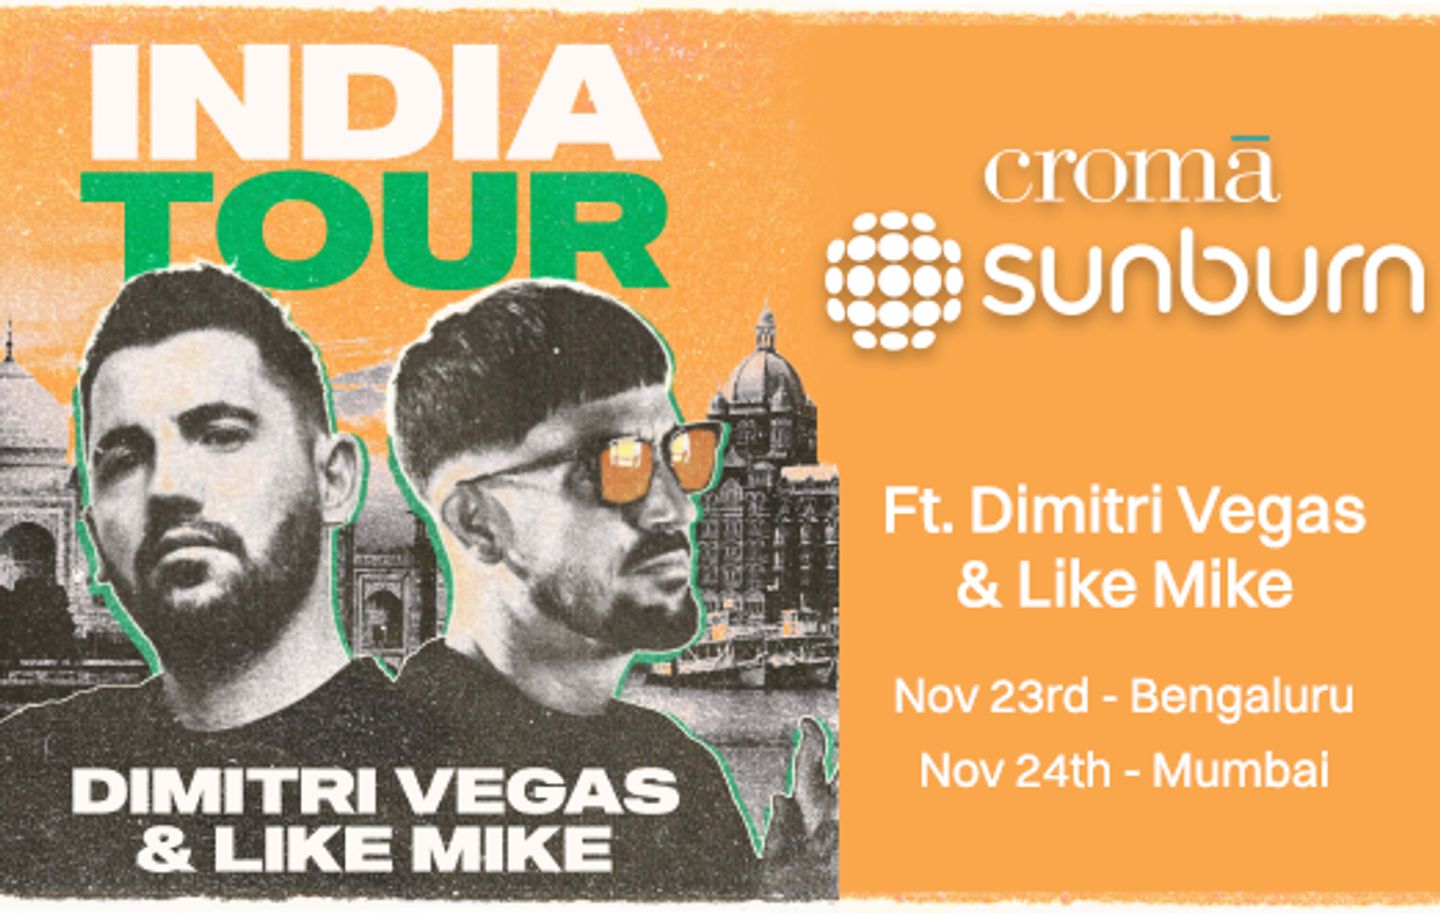 INDIA
TOUR
DIMITRI VEGAS
& LIKE MIKE
cromā
sunburn
Ft. Dimitri Vegas
& Like Mike
Nov 23rd - Bengaluru
Nov 24th - Mumbai